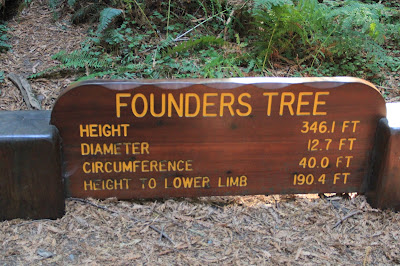 FOUNDERS TREE
HEIGHT 346.1 FT
DIAMETER 12.7 FT
CIRCUMFERENCE 40.0 FT
HEIGHT TO LOWER LIMB 190.4 FT